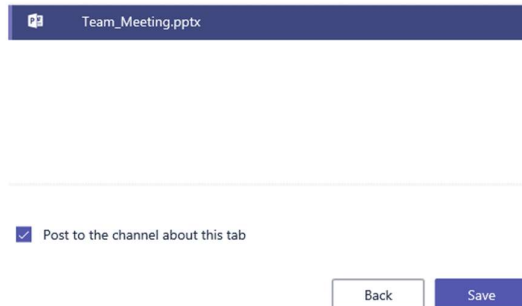 Team_Meeting.pptx
Post to the channel about this tab
Back Save